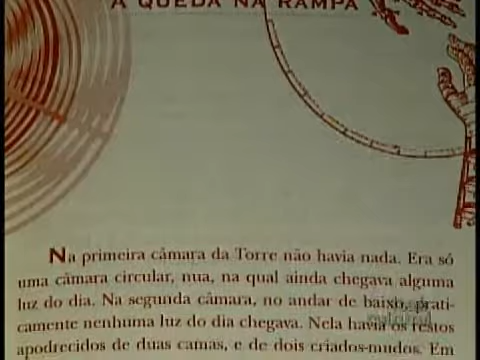 A QUEDA NA RAMPA
Na primeira câmara da Torre não havia nada. Era só
uma câmara circular, nua, na qual ainda chegava alguma
luz do dia. Na segunda câmara, no andar de baixo, prati-
camente nenhuma luz do dia chegava. Nela havia os restos
apodrecidos de duas camas, e de dois criados-mudos. Em